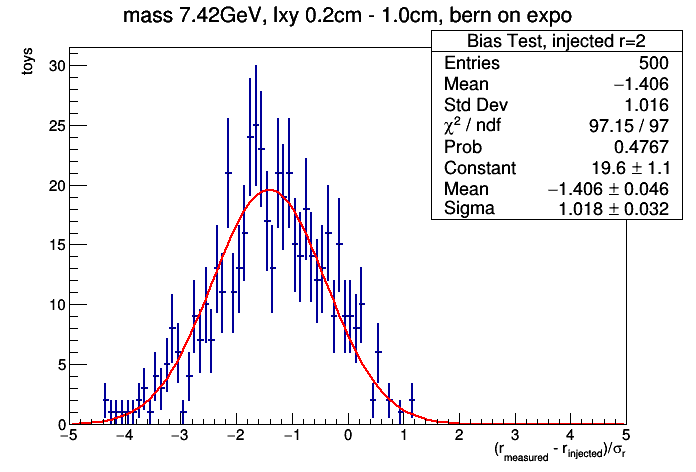 mass 7.42GeV, lxy 0.2cm - 1.0cm, bern on expo
Bias Test, injected r=2
Entries 500
Mean −1.406
Std Dev 1.016
χ² / ndf 97.15 / 97
Prob 0.4767
Constant 19.6 ± 1.1
Mean −1.406 ± 0.046
Sigma 1.018 ± 0.032
toys
30
25
20
15
10
5
0
−5 −4 −3 −2 −1 0 1 2 3 4 5
(r_measured - r_injected)/σ_r